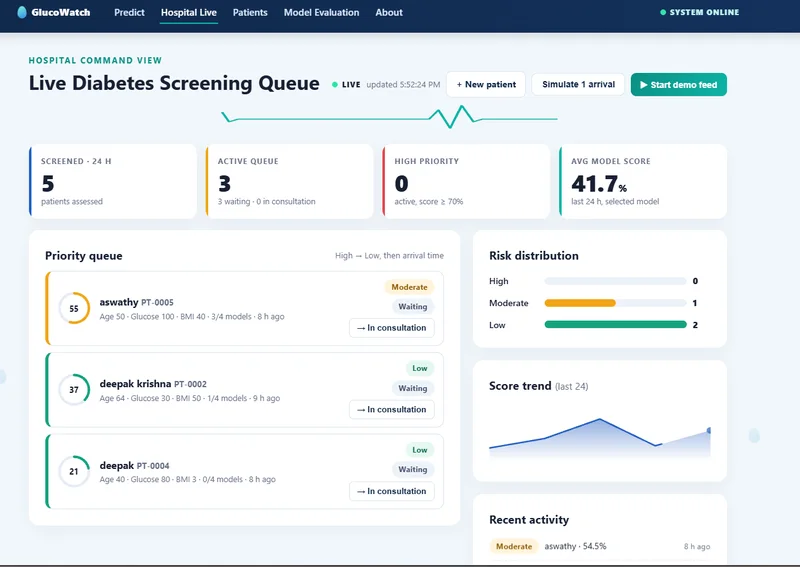 GlucoWatch Predict Hospital Live Patients Model Evaluation About SYSTEM ONLINE
HOSPITAL COMMAND VIEW
Live Diabetes Screening Queue LIVE updated 5:52:24 PM + New patient Simulate 1 arrival ▶ Start demo feed
SCREENED · 24 H
5
patients assessed
ACTIVE QUEUE
3
3 waiting · 0 in consultation
HIGH PRIORITY
0
active, score ≥ 70%
AVG MODEL SCORE
41.7%
last 24 h, selected model
Priority queue High → Low, then arrival time
55
aswathy PT-0005
Age 50 · Glucose 100 · BMI 40 · 3/4 models · 8 h ago
Moderate
Waiting
→ In consultation
37
deepak krishna PT-0002
Age 64 · Glucose 30 · BMI 50 · 1/4 models · 9 h ago
Low
Waiting
→ In consultation
21
deepak PT-0004
Age 40 · Glucose 80 · BMI 3 · 0/4 models · 8 h ago
Low
Waiting
→ In consultation
Risk distribution
High 0
Moderate 1
Low 2
Score trend (last 24)
Recent activity
Moderate aswathy · 54.5% 8 h ago